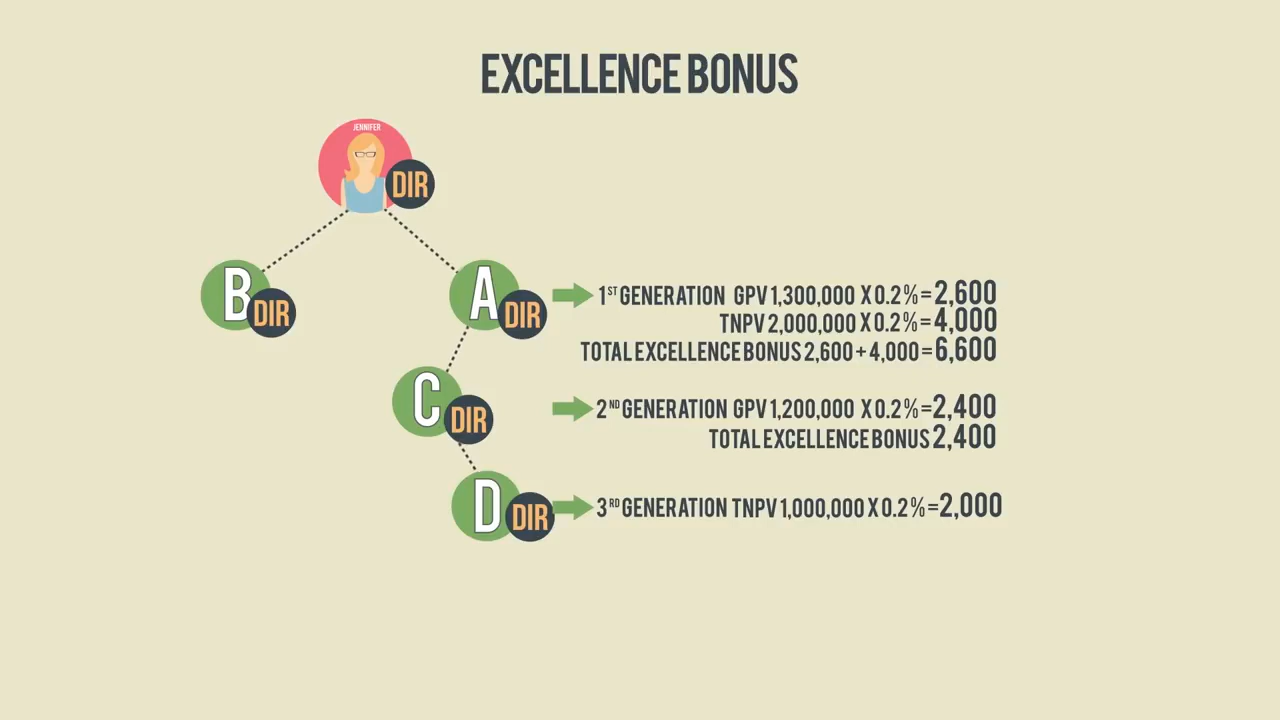 EXCELLENCE BONUS
JENNIFER
DIR
B
DIR
A
DIR
1ST GENERATION GPV 1,300,000 X 0.2% = 2,600
TNPV 2,000,000 X 0.2% = 4,000
TOTAL EXCELLENCE BONUS 2,600 + 4,000 = 6,600
C
DIR
2ND GENERATION GPV 1,200,000 X 0.2% = 2,400
TOTAL EXCELLENCE BONUS 2,400
D
DIR
3RD GENERATION TNPV 1,000,000 X 0.2% = 2,000